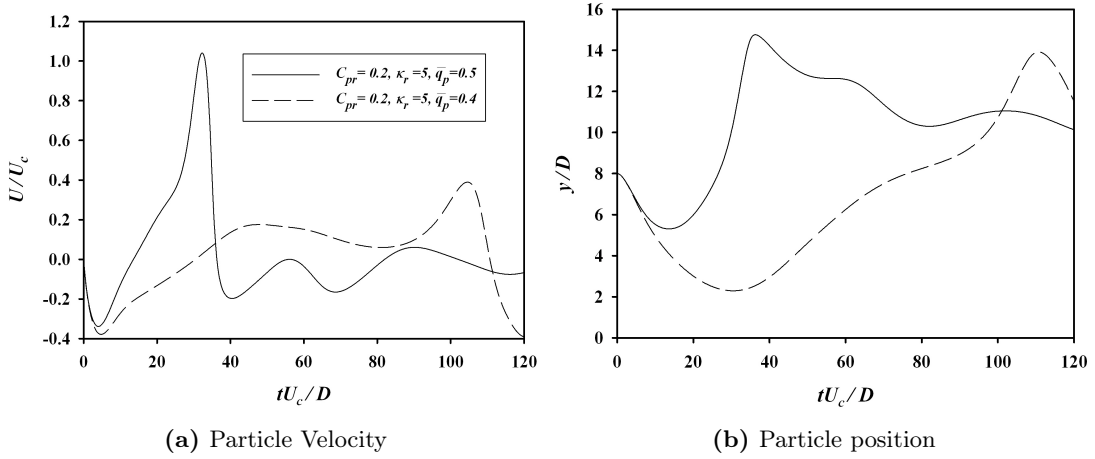 1.2
1.0
0.8
0.6
0.4
0.2
0.0
-0.2
-0.4
0 20 40 60 80 100 120
U/U_c
tU_c/D
C_pr= 0.2, κ_r =5, q̄_p=0.5
C_pr= 0.2, κ_r =5, q̄_p=0.4
(a) Particle Velocity
16
14
12
10
8
6
4
2
0
0 20 40 60 80 100 120
y/D
tU_c/D
(b) Particle position